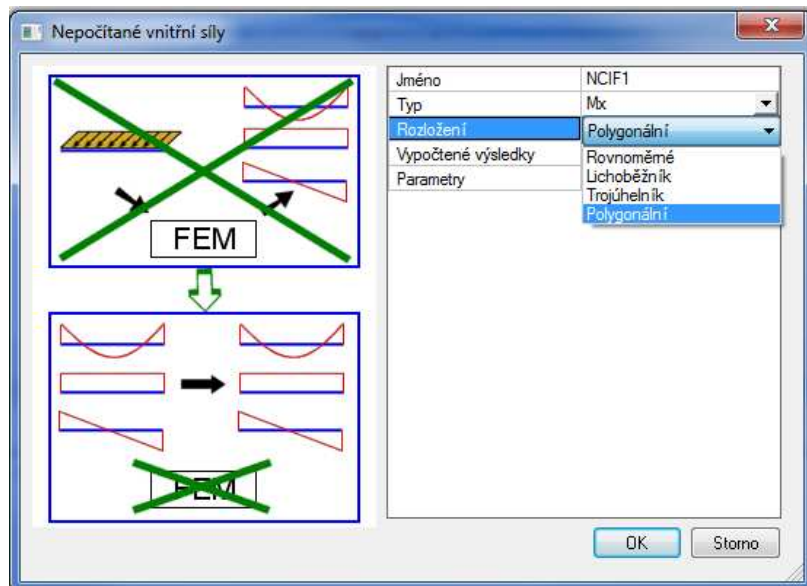 Nepočítané vnitřní síly
FEM
FEM
Jméno NCIF1
Typ Mx
Rozložení Polygonální
Vypočtené výsledky
Parametry
Rovnoměrné
Lichoběžník
Trojúhelník
Polygonální
OK Storno